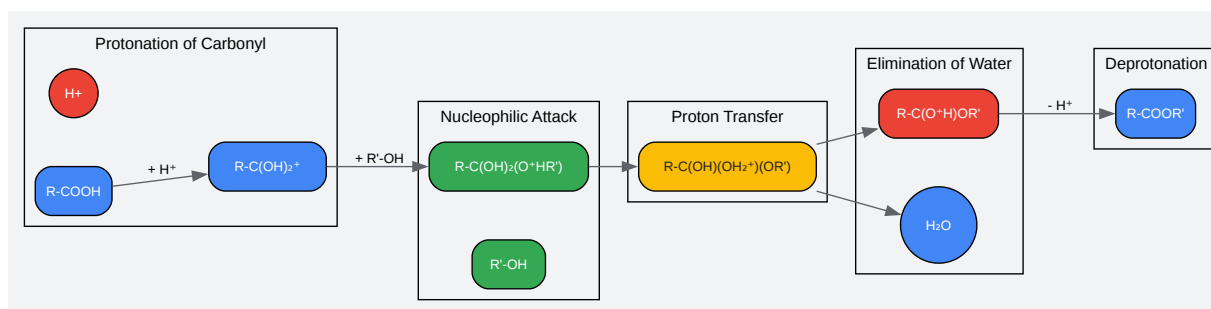 Protonation of Carbonyl
H+
R-COOH
+ H⁺
R-C(OH)₂⁺
+ R'-OH
Nucleophilic Attack
R-C(OH)₂(O⁺HR')
R'-OH
Proton Transfer
R-C(OH)(OH₂⁺)(OR')
Elimination of Water
R-C(O⁺H)OR'
H₂O
- H⁺
Deprotonation
R-COOR'